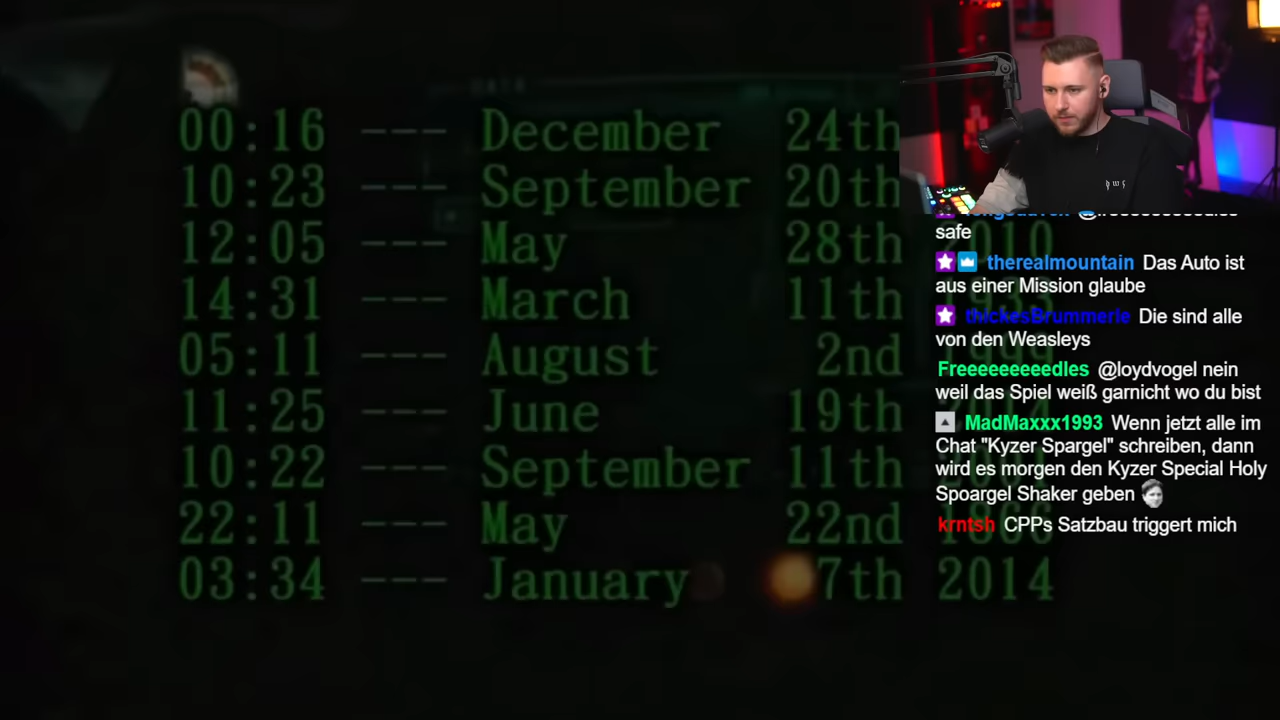 00:16 --- December 24th
10:23 --- September 20th
12:05 --- May 28th 2010
14:31 --- March 11th 1933
05:11 --- August 2nd
11:25 --- June 19th
10:22 --- September 11th
22:11 --- May 22nd
03:34 --- January 7th 2014
safe
therealmountain Das Auto ist
aus einer Mission glaube
thickesBrummerle Die sind alle
von den Weasleys
Freeeeeeeeedles @loydvogel nein
weil das Spiel weiß garnicht wo du bist
MadMaxxx1993 Wenn jetzt alle im
Chat "Kyzer Spargel" schreiben, dann
wird es morgen den Kyzer Special Holy
Spoargel Shaker geben
krntsh CPPs Satzbau triggert mich